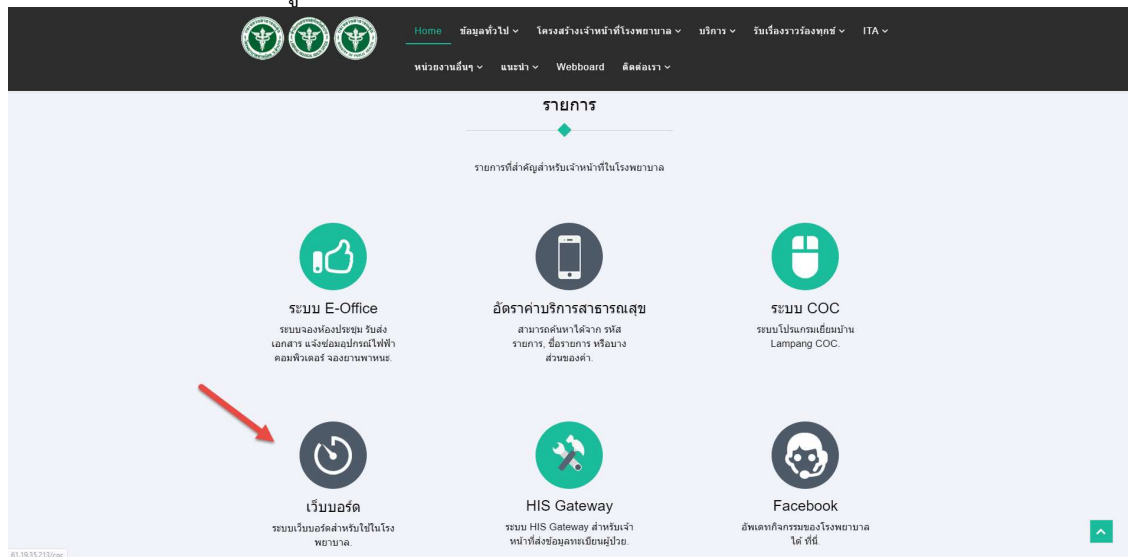 Home ข้อมูลทั่วไป โครงสร้างเจ้าหน้าที่โรงพยาบาล บริการ รับเรื่องราวร้องทุกข์ ITA
หน่วยงานอื่นๆ แนะนำ Webboard ติดต่อเรา
รายการ
รายการที่สำคัญสำหรับเจ้าหน้าที่ในโรงพยาบาล
ระบบ E-Office
ระบบจองห้องประชุม รับส่ง
เอกสาร แจ้งซ่อมอุปกรณ์ไฟฟ้า
คอมพิวเตอร์ จองยานพาหนะ.
อัตราค่าบริการสาธารณสุข
สามารถค้นหาได้จาก รหัส
รายการ, ชื่อรายการ หรือบาง
ส่วนของคำ.
ระบบ COC
ระบบโปรแกรมเยี่ยมบ้าน
Lampang COC.
เว็บบอร์ด
ระบบเว็บบอร์ดสำหรับใช้ในโรง
พยาบาล.
HIS Gateway
ระบบ HIS Gateway สำหรับเจ้า
หน้าที่ส่งข้อมูลทะเบียนผู้ป่วย.
Facebook
อัพเดทกิจกรรมของโรงพยาบาล
ได้ ที่นี่.
61.19.35.213/coc